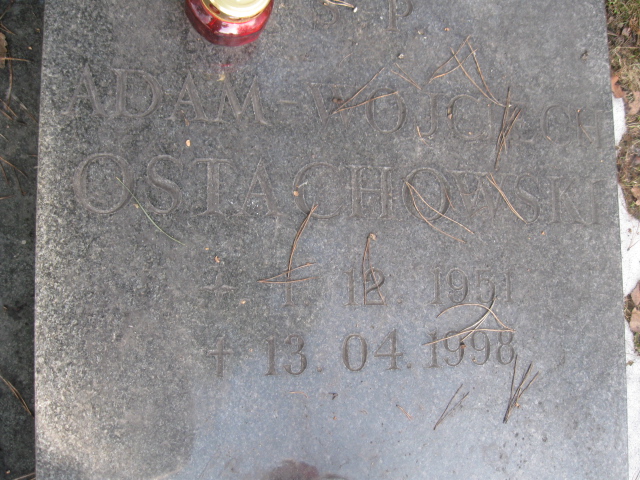 Ś P
ADAM-WOJCIECH
OSTACHOWSKI
12. 1951
† 13. 04. 1998